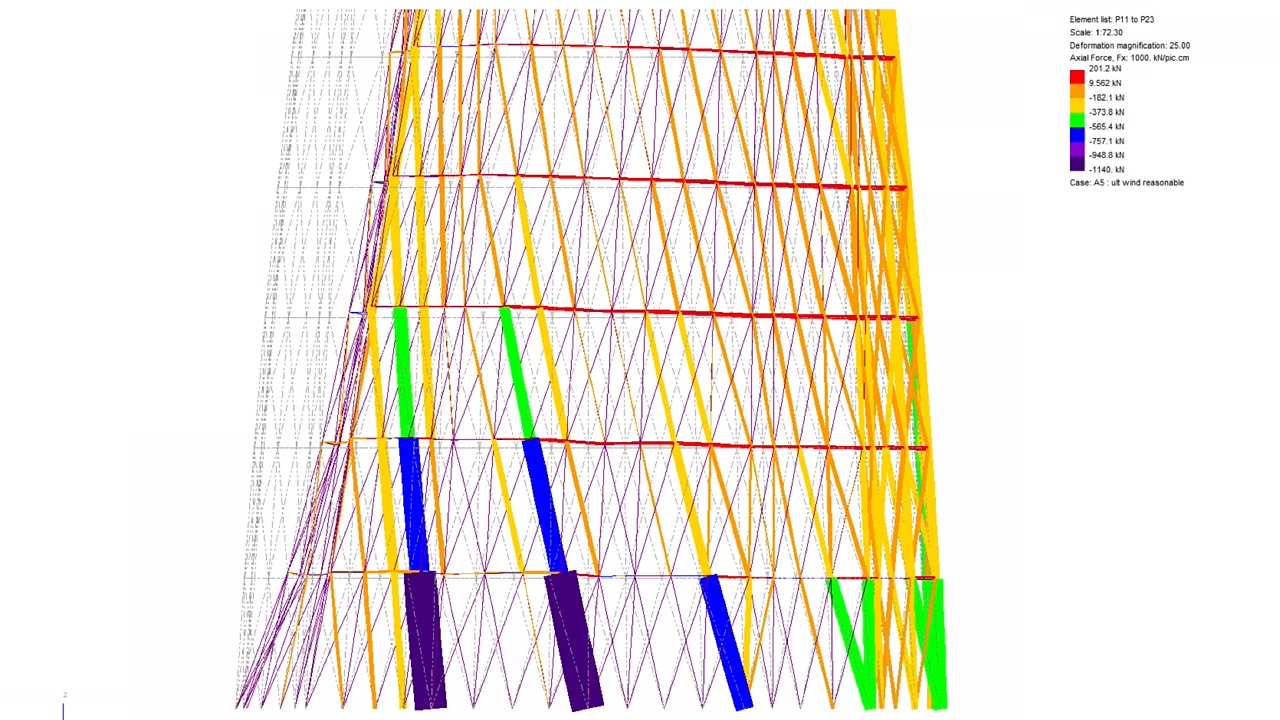 Element list: P11 to P23
Scale: 1:72.30
Deformation magnification: 25.00
Axial Force, Fx: 1000. kN/pic.cm
201.2 kN
9.562 kN
-182.1 kN
-373.8 kN
-565.4 kN
-757.1 kN
-948.8 kN
-1140. kN
Case: A5 : ult wind reasonable
z